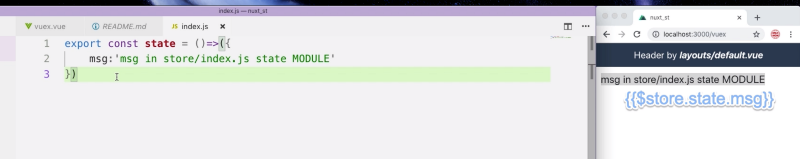 index.js — nuxt_st
vuex.vue
README.md
JS index.js
nuxt_st
localhost:3000/vuex
1 export const state = ()=>({
2 msg:'msg in store/index.js state MODULE'
3 })
Header by layouts/default.vue
msg in store/index.js state MODULE
{{$store.state.msg}}